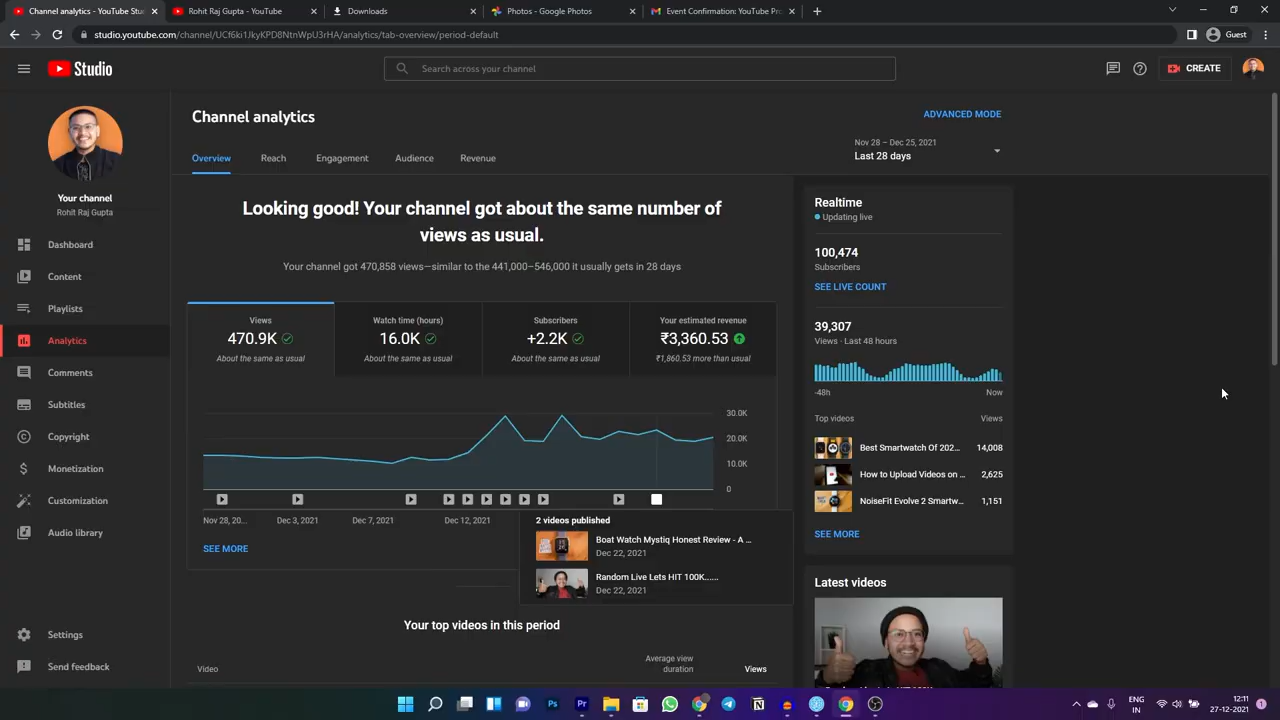 Channel analytics - YouTube Stu
Rohit Raj Gupta - YouTube
Downloads
Photos - Google Photos
Event Confirmation: YouTube Pr
studio.youtube.com/channel/UCf6ki1JkyKPD8NtnWpU3rHA/analytics/tab-overview/period-default
Guest
Studio
Search across your channel
CREATE
Your channel
Rohit Raj Gupta
Dashboard
Content
Playlists
Analytics
Comments
Subtitles
Copyright
Monetization
Customization
Audio library
Settings
Send feedback
Channel analytics
ADVANCED MODE
Overview
Reach
Engagement
Audience
Revenue
Nov 28 – Dec 25, 2021
Last 28 days
Looking good! Your channel got about the same number of
views as usual.
Your channel got 470,858 views—similar to the 441,000–546,000 it usually gets in 28 days
Views
470.9K
About the same as usual
Watch time (hours)
16.0K
About the same as usual
Subscribers
+2.2K
About the same as usual
Your estimated revenue
₹3,360.53
₹1,860.53 more than usual
30.0K
20.0K
10.0K
0
Nov 28, 20...
Dec 3, 2021
Dec 7, 2021
Dec 12, 2021
SEE MORE
2 videos published
Boat Watch Mystiq Honest Review - A ...
Dec 22, 2021
Random Live Lets HIT 100K......
Dec 22, 2021
Your top videos in this period
Video
Average view
duration
Views
Realtime
Updating live
100,474
Subscribers
SEE LIVE COUNT
39,307
Views · Last 48 hours
-48h
Now
Top videos
Views
Best Smartwatch Of 202...
14,008
How to Upload Videos on ...
2,625
NoiseFit Evolve 2 Smartw...
1,151
SEE MORE
Latest videos
ENG
IN
12:11
27-12-2021